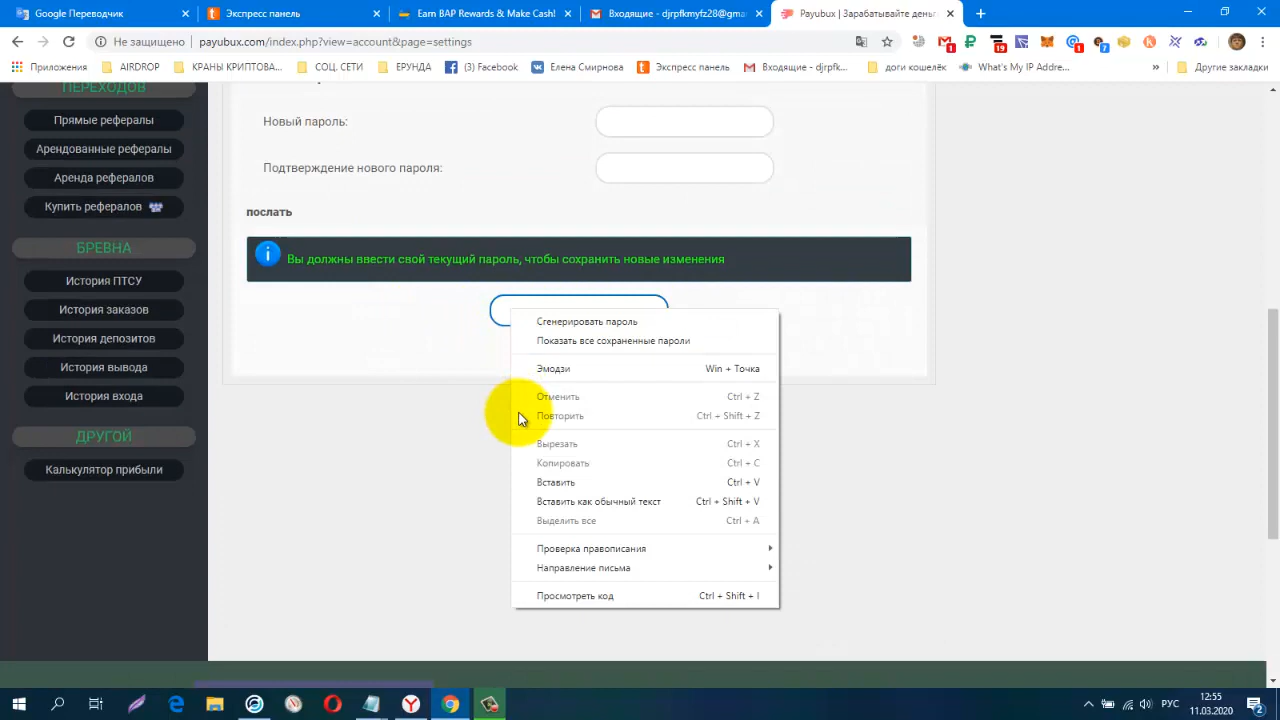 Google Переводчик
Экспресс панель
Earn BAP Rewards & Make Cash!
Входящие - djrpfkmyfz28@gmai
Payubux | Зарабатывайте деньг
Не защищено | payubux.com/index.php?view=account&page=settings
Приложения
AIRDROP
КРАНЫ КРИПТОВА...
СОЦ. СЕТИ
ЕРУНДА
(3) Facebook
Елена Смирнова
Экспресс панель
Входящие - djrpfk...
доги кошелёк
What's My IP Addre...
»
Другие закладки
1
19
1
7
ПЕРЕХОДОВ
Прямые рефералы
Арендованные рефералы
Аренда рефералов
Купить рефералов
БРЕВНА
История ПТСУ
История заказов
История депозитов
История вывода
История входа
ДРУГОЙ
Калькулятор прибыли
Новый пароль:
Подтверждение нового пароля:
послать
Вы должны ввести свой текущий пароль, чтобы сохранить новые изменения
Сгенерировать пароль
Показать все сохраненные пароли
Эмодзи Win + Точка
Отменить Ctrl + Z
Повторить Ctrl + Shift + Z
Вырезать Ctrl + X
Копировать Ctrl + C
Вставить Ctrl + V
Вставить как обычный текст Ctrl + Shift + V
Выделить все Ctrl + A
Проверка правописания
Направление письма
Просмотреть код Ctrl + Shift + I
РУС
12:55
11.03.2020
2